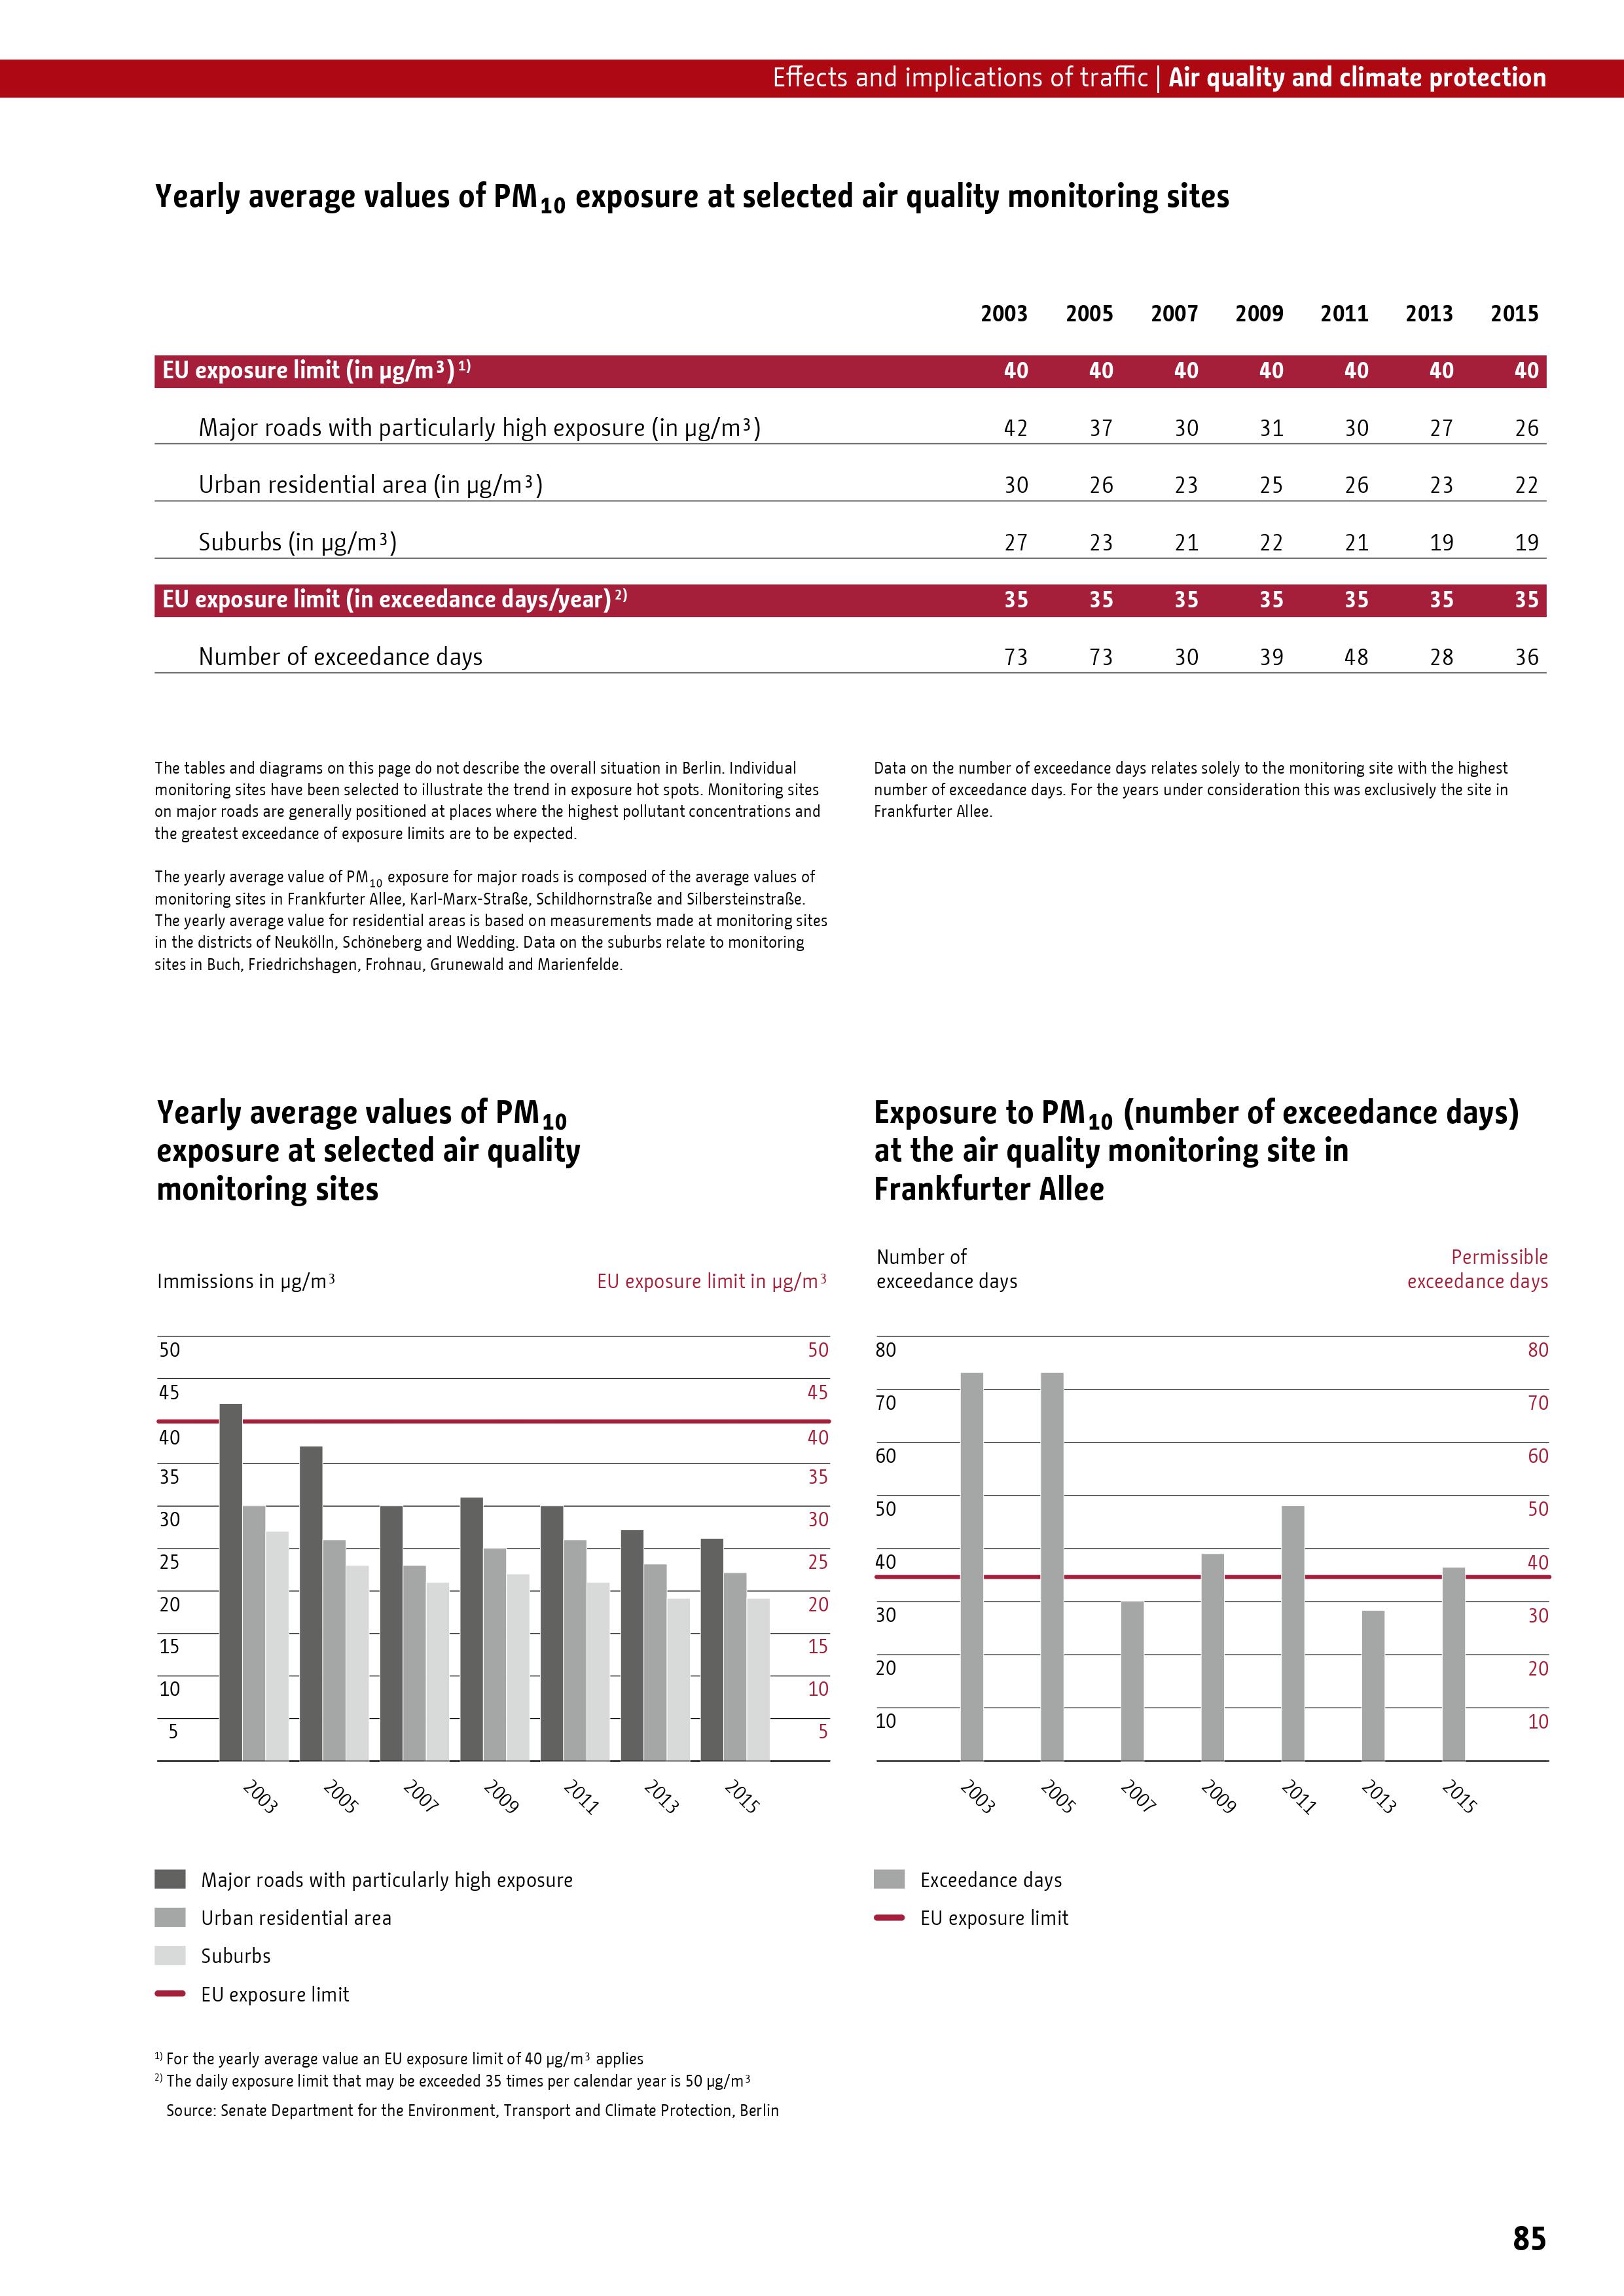 Effects and implications of traffic | Air quality and climate protection
Yearly average values of PM10 exposure at selected air quality monitoring sites
2003 2005 2007 2009 2011 2013 2015
EU exposure limit (in µg/m³) 1) 40 40 40 40 40 40 40
Major roads with particularly high exposure (in µg/m³) 42 37 30 31 30 27 26
Urban residential area (in µg/m³) 30 26 23 25 26 23 22
Suburbs (in µg/m³) 27 23 21 22 21 19 19
EU exposure limit (in exceedance days/year) 2) 35 35 35 35 35 35 35
Number of exceedance days 73 73 30 39 48 28 36
The tables and diagrams on this page do not describe the overall situation in Berlin. Individual
monitoring sites have been selected to illustrate the trend in exposure hot spots. Monitoring sites
on major roads are generally positioned at places where the highest pollutant concentrations and
the greatest exceedance of exposure limits are to be expected.
The yearly average value of PM10 exposure for major roads is composed of the average values of
monitoring sites in Frankfurter Allee, Karl-Marx-Straße, Schildhornstraße and Silbersteinstraße.
The yearly average value for residential areas is based on measurements made at monitoring sites
in the districts of Neukölln, Schöneberg and Wedding. Data on the suburbs relate to monitoring
sites in Buch, Friedrichshagen, Frohnau, Grunewald and Marienfelde.
Data on the number of exceedance days relates solely to the monitoring site with the highest
number of exceedance days. For the years under consideration this was exclusively the site in
Frankfurter Allee.
Yearly average values of PM10
exposure at selected air quality
monitoring sites
Immissions in µg/m³ EU exposure limit in µg/m³
50 50
45 45
40 40
35 35
30 30
25 25
20 20
15 15
10 10
5 5
2003 2005 2007 2009 2011 2013 2015
Major roads with particularly high exposure
Urban residential area
Suburbs
EU exposure limit
Exposure to PM10 (number of exceedance days)
at the air quality monitoring site in
Frankfurter Allee
Number of Permissible
exceedance days exceedance days
80 80
70 70
60 60
50 50
40 40
30 30
20 20
10 10
2003 2005 2007 2009 2011 2013 2015
Exceedance days
EU exposure limit
1) For the yearly average value an EU exposure limit of 40 µg/m³ applies
2) The daily exposure limit that may be exceeded 35 times per calendar year is 50 µg/m³
Source: Senate Department for the Environment, Transport and Climate Protection, Berlin
85